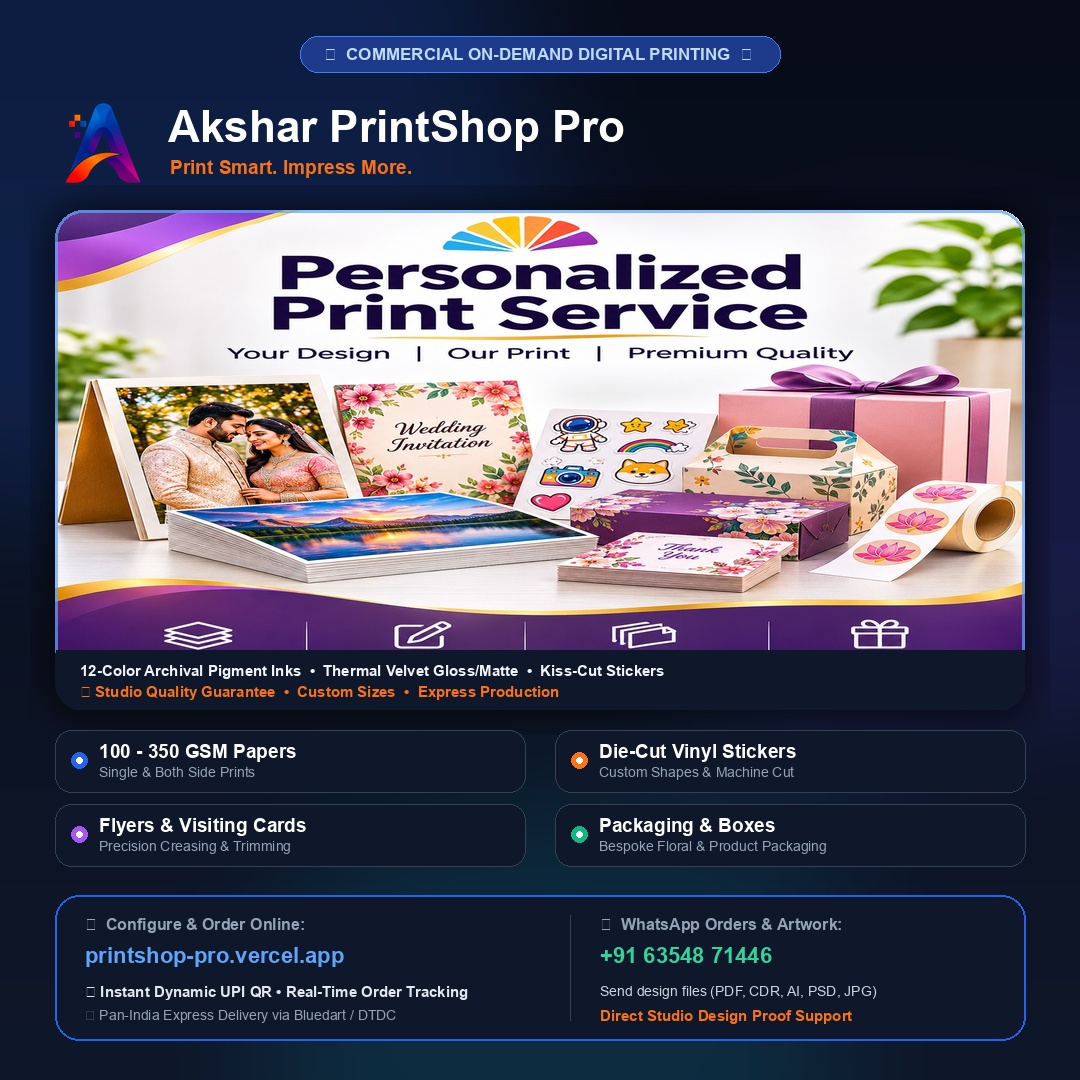 COMMERCIAL ON-DEMAND DIGITAL PRINTING
Akshar PrintShop Pro
Print Smart. Impress More.
Personalized
Print Service
Your Design | Our Print | Premium Quality
Wedding
Invitation
Thank
You
12-Color Archival Pigment Inks • Thermal Velvet Gloss/Matte • Kiss-Cut Stickers
Studio Quality Guarantee • Custom Sizes • Express Production
100 - 350 GSM Papers
Single & Both Side Prints
Die-Cut Vinyl Stickers
Custom Shapes & Machine Cut
Flyers & Visiting Cards
Precision Creasing & Trimming
Packaging & Boxes
Bespoke Floral & Product Packaging
Configure & Order Online:
printshop-pro.vercel.app
Instant Dynamic UPI QR • Real-Time Order Tracking
Pan-India Express Delivery via Bluedart / DTDC
WhatsApp Orders & Artwork:
+91 63548 71446
Send design files (PDF, CDR, AI, PSD, JPG)
Direct Studio Design Proof Support